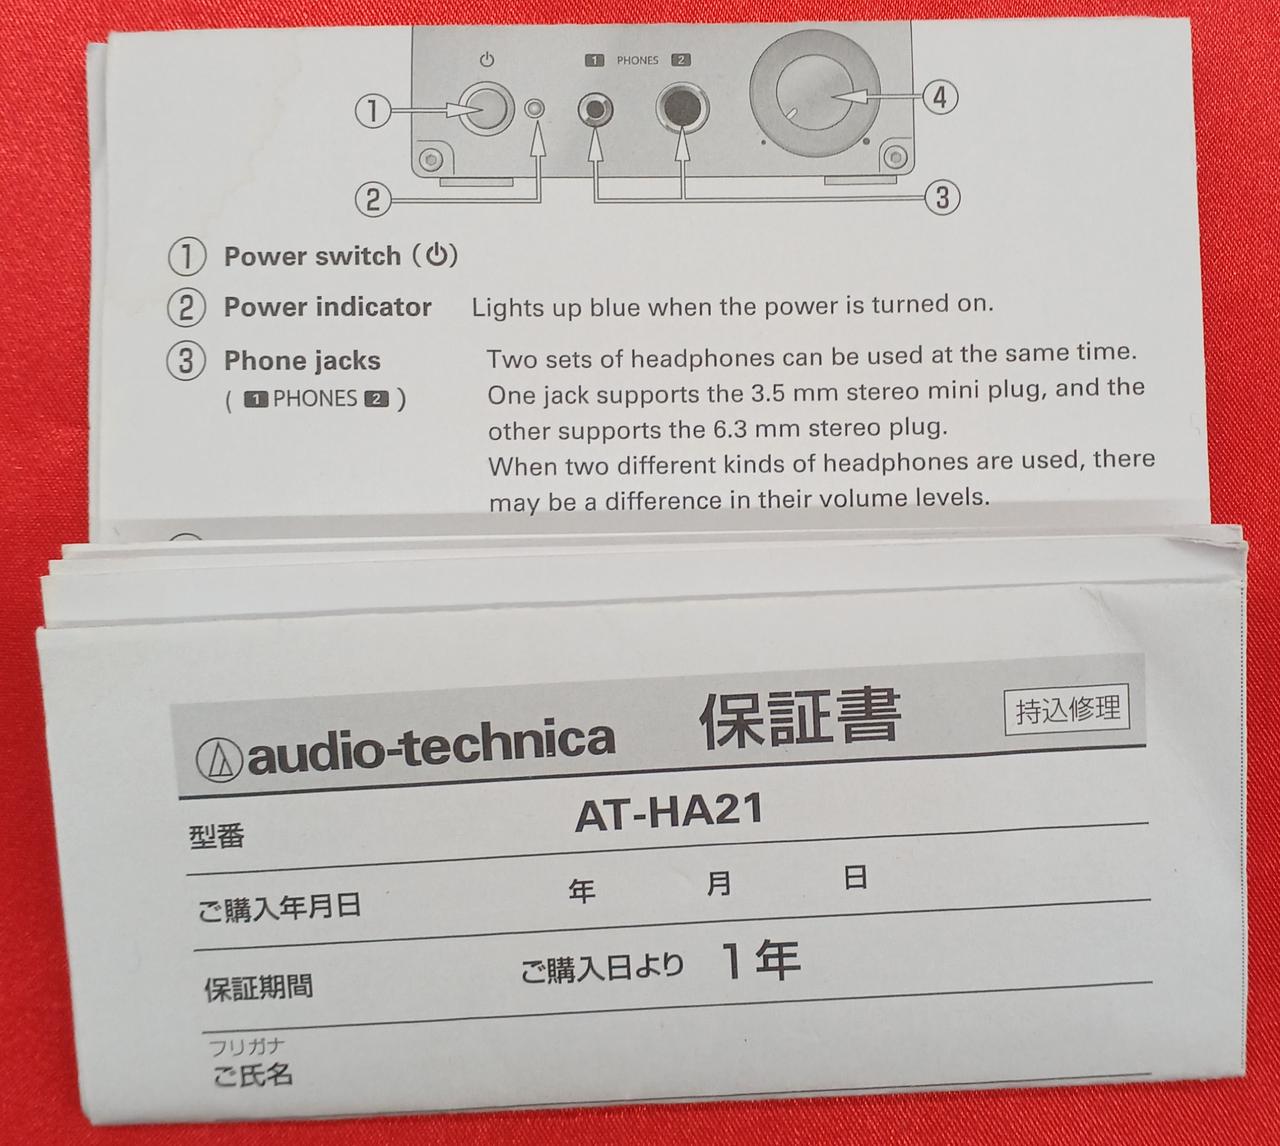 1 PHONES 2
1
4
2
3
1 Power switch (⏻)
2 Power indicator Lights up blue when the power is turned on.
3 Phone jacks Two sets of headphones can be used at the same time.
( 1 PHONES 2 ) One jack supports the 3.5 mm stereo mini plug, and the
other supports the 6.3 mm stereo plug.
When two different kinds of headphones are used, there
may be a difference in their volume levels.
audio-technica 保証書 持込修理
型番 AT-HA21
ご購入年月日 年 月 日
保証期間 ご購入日より 1年
フリガナ
ご氏名